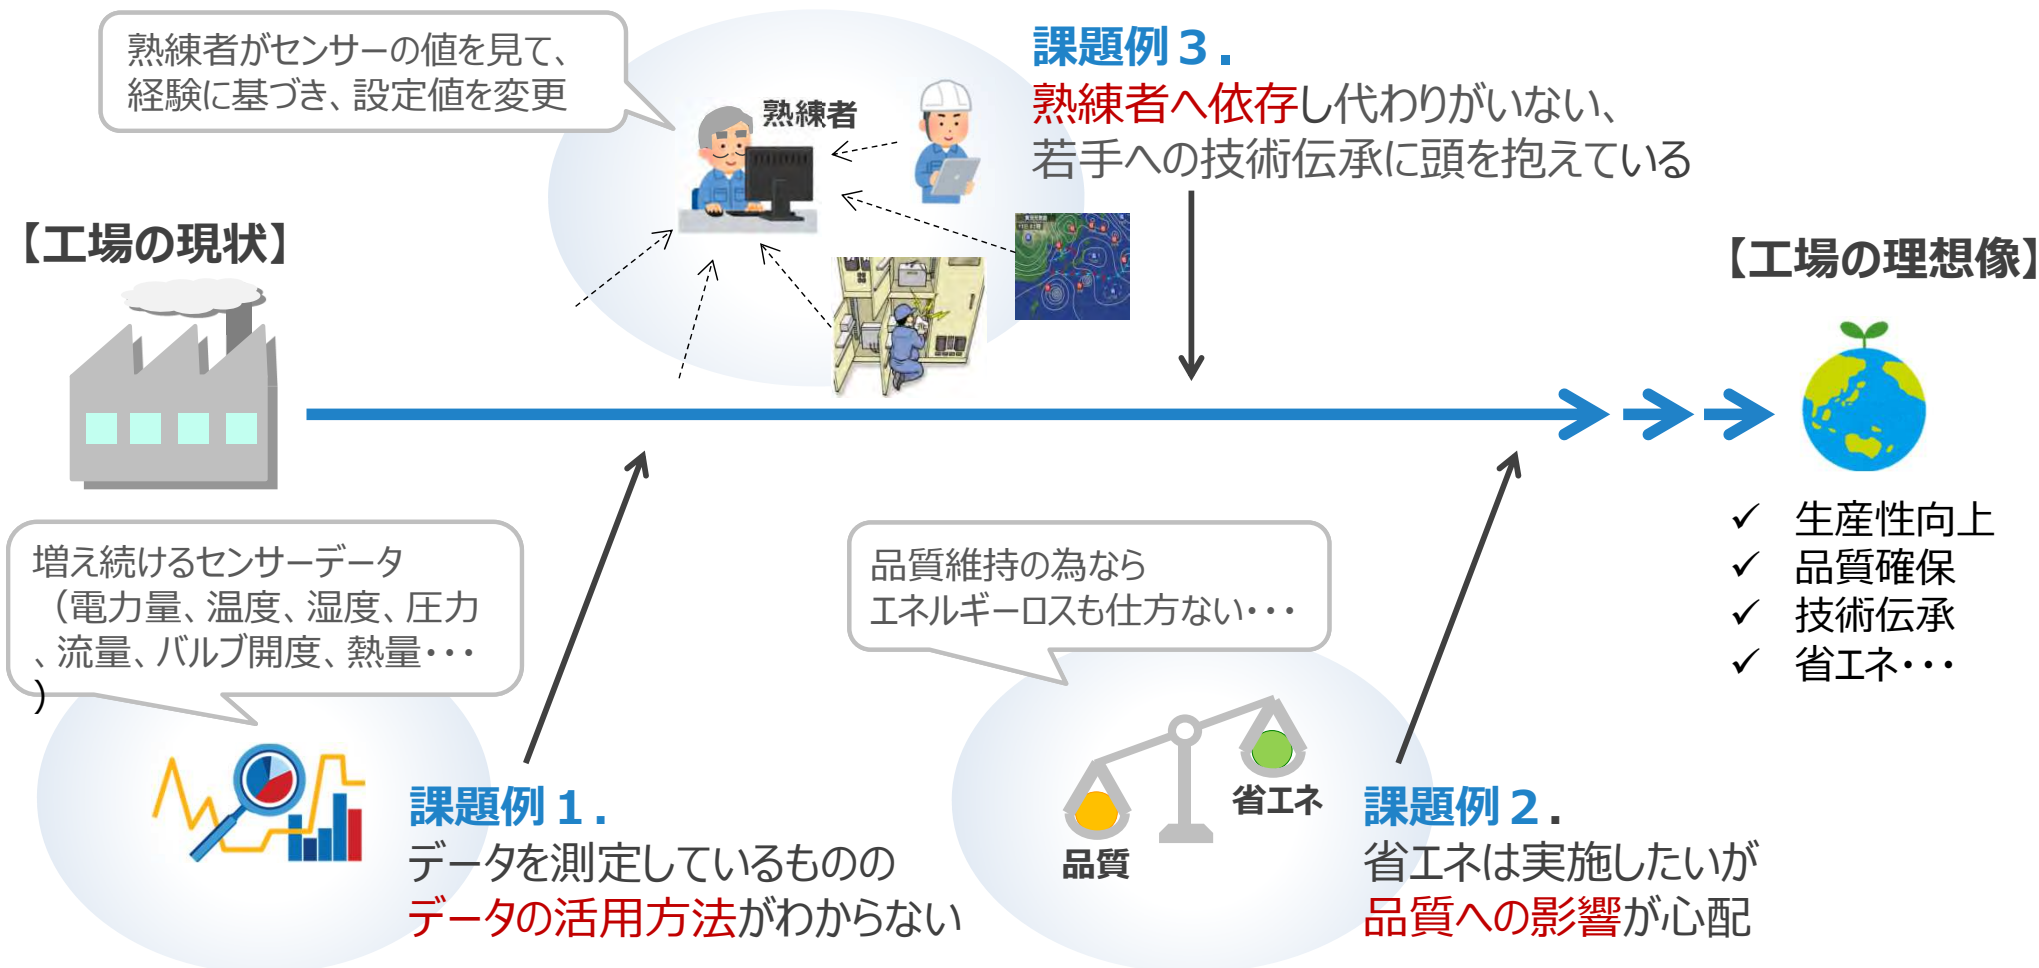 熟練者がセンサーの値を見て、
経験に基づき、設定値を変更
熟練者
課題例３．
熟練者へ依存し代わりがいない、
若手への技術伝承に頭を抱えている
【工場の現状】
【工場の理想像】
✓ 生産性向上
✓ 品質確保
✓ 技術伝承
✓ 省エネ・・・
増え続けるセンサーデータ
（電力量、温度、湿度、圧力
、流量、バルブ開度、熱量・・・
）
課題例１．
データを測定しているものの
データの活用方法がわからない
品質維持の為なら
エネルギーロスも仕方ない・・・
省エネ
品質
課題例２．
省エネは実施したいが
品質への影響が心配